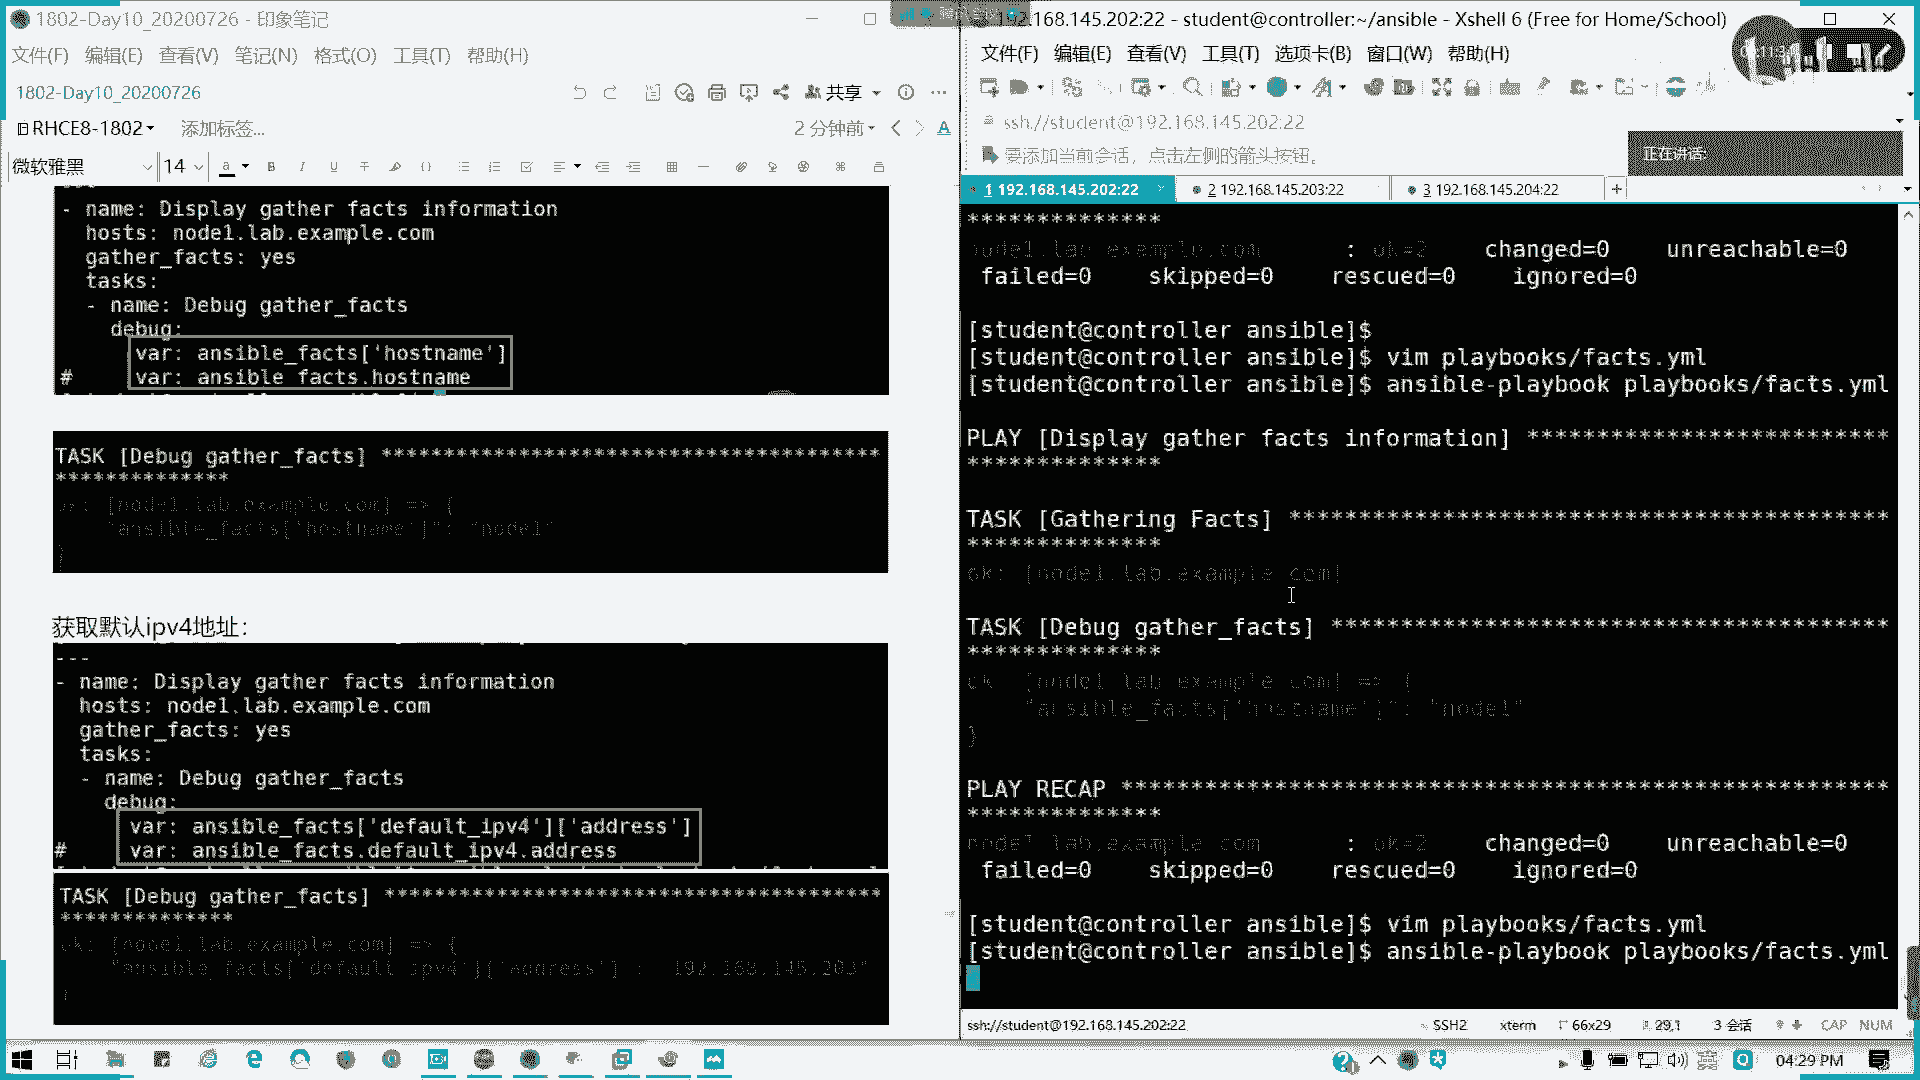 1802-Day10_20200726 - 印象笔记
文件(F) 编辑(E) 查看(V) 笔记(N) 格式(O) 工具(T) 帮助(H)
1802-Day10_20200726
共享
RHCE8-1802
添加标签...
2 分钟前
微软雅黑
14
- name: Display gather facts information
hosts: node1.lab.example.com
gather_facts: yes
tasks:
- name: Debug gather_facts
debug:
var: ansible_facts['hostname']
# var: ansible_facts.hostname
TASK [Debug gather_facts] ****************************************
**************
ok: [node1.lab.example.com] => {
"ansible_facts['hostname']": "node1"
}
获取默认ipv4地址：
---
- name: Display gather facts information
hosts: node1.lab.example.com
gather_facts: yes
tasks:
- name: Debug gather_facts
debug:
var: ansible_facts['default_ipv4']['address']
# var: ansible_facts.default_ipv4.address
TASK [Debug gather_facts] ****************************************
**************
ok: [node1.lab.example.com] => {
"ansible_facts['default_ipv4']['address']": "192.168.145.203"
}
192.168.145.202:22 - student@controller:~/ansible - Xshell 6 (Free for Home/School)
文件(F) 编辑(E) 查看(V) 工具(T) 选项卡(B) 窗口(W) 帮助(H)
ssh://student@192.168.145.202:22
要添加当前会话，点击左侧的箭头按钮。
正在讲话:
1 192.168.145.202:22
2 192.168.145.203:22
3 192.168.145.204:22
**************
node1.lab.example.com : ok=2 changed=0 unreachable=0
failed=0 skipped=0 rescued=0 ignored=0
[student@controller ansible]$
[student@controller ansible]$ vim playbooks/facts.yml
[student@controller ansible]$ ansible-playbook playbooks/facts.yml
PLAY [Display gather facts information] **************************
**************
TASK [Gathering Facts] *******************************************
**************
ok: [node1.lab.example.com]
TASK [Debug gather_facts] ****************************************
**************
ok: [node1.lab.example.com] => {
"ansible_facts['hostname']": "node1"
}
PLAY RECAP *******************************************************
**************
node1.lab.example.com : ok=2 changed=0 unreachable=0
failed=0 skipped=0 rescued=0 ignored=0
[student@controller ansible]$ vim playbooks/facts.yml
[student@controller ansible]$ ansible-playbook playbooks/facts.yml
ssh://student@192.168.145.202:22
SSH2
xterm
66x29
29,1
3 会话
CAP NUM
英
04:29 PM